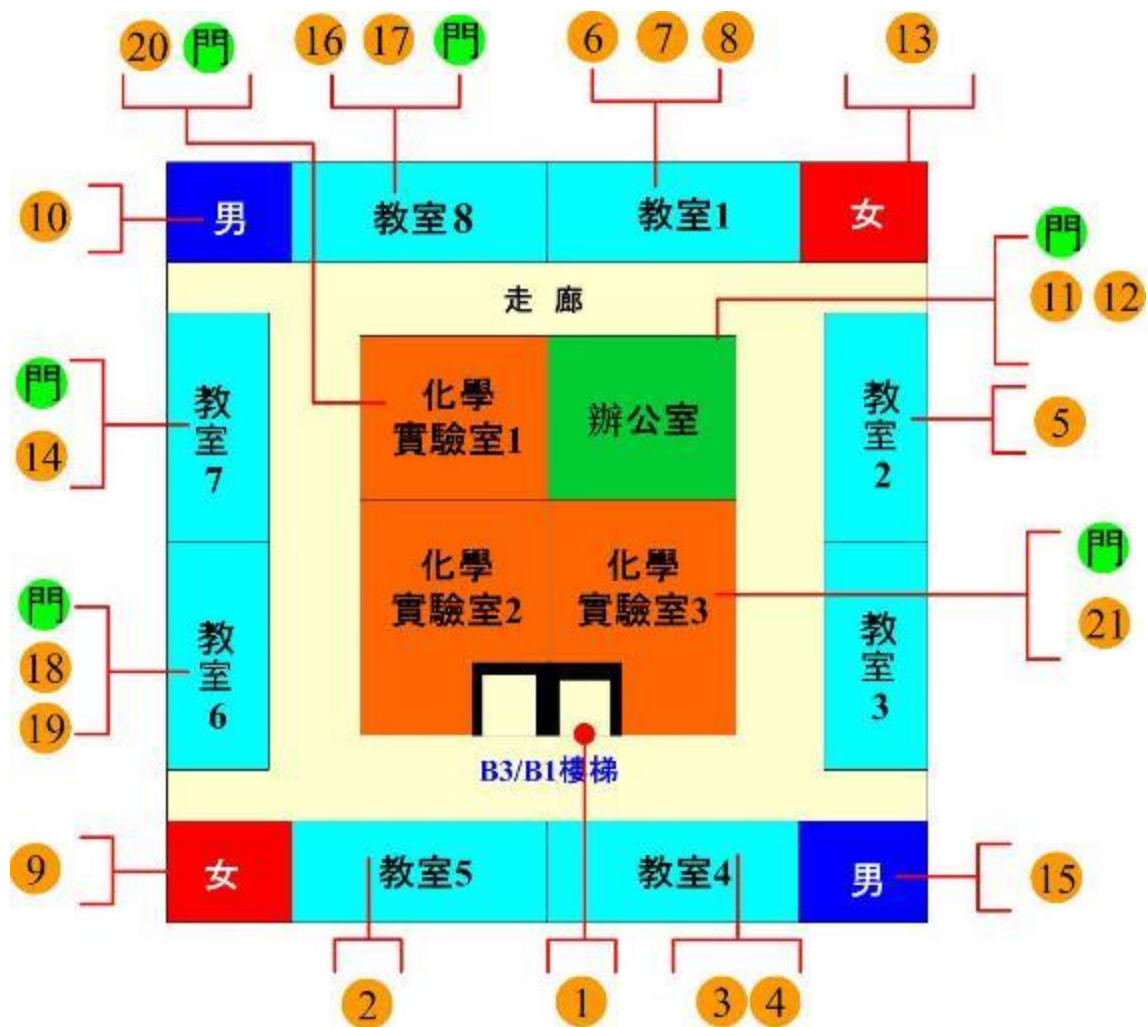 20 門
16 17 門
6 7 8
13
10
男
教室8
教室1
女
走廊
門
11 12
門
14
教室7
化學
實驗室1
辦公室
教室2
5
化學
實驗室2
化學
實驗室3
門
21
門
18
19
教室6
教室3
B3/B1樓梯
9
女
教室5
教室4
男
15
2
1
3 4